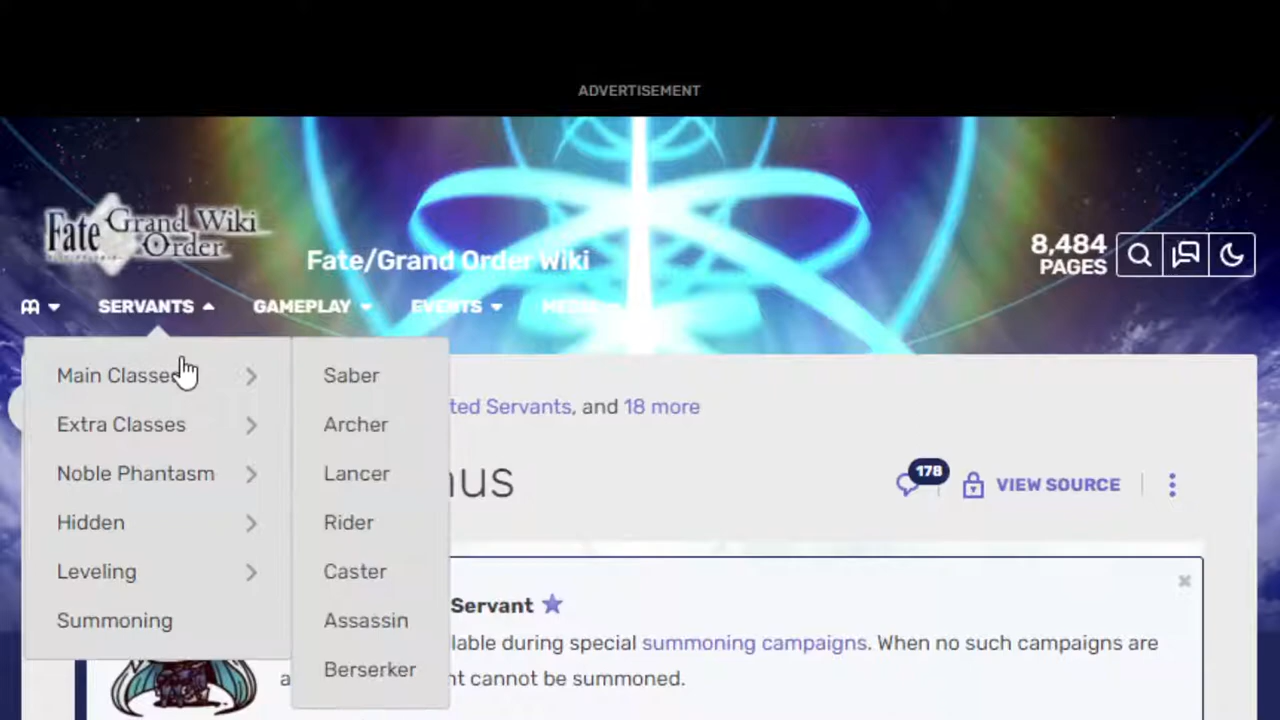 ADVERTISEMENT
Fate Grand Wiki
Order
Fate/Grand Order Wiki
8,484
PAGES
SERVANTS GAMEPLAY EVENTS
Main Classes Saber
ted Servants, and 18 more
Extra Classes Archer
Noble Phantasm Lancer
nus
178
VIEW SOURCE
Hidden Rider
Leveling Caster
Servant
Summoning Assassin
lable during special summoning campaigns. When no such campaigns are
Berserker
a nt cannot be summoned.